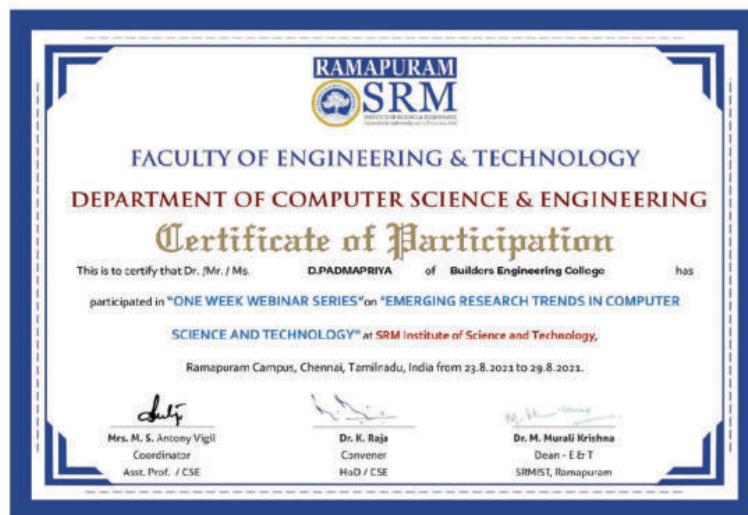 RAMAPURAM
SRM
INSTITUTE OF SCIENCE & TECHNOLOGY
FACULTY OF ENGINEERING & TECHNOLOGY
DEPARTMENT OF COMPUTER SCIENCE & ENGINEERING
Certificate of Participation
This is to certify that Dr. /Mr. / Ms. D.PADMAPRIYA of Builders Engineering College has
participated in "ONE WEEK WEBINAR SERIES"on "EMERGING RESEARCH TRENDS IN COMPUTER
SCIENCE AND TECHNOLOGY" at SRM Institute of Science and Technology,
Ramapuram Campus, Chennai, Tamilnadu, India from 23.8.2021 to 29.8.2021.
Mrs. M. S. Antony Vigil Dr. K. Raja Dr. M. Murali Krishna
Coordinator Convener Dean - E & T
Asst. Prof. / CSE HoD / CSE SRMIST, Ramapuram